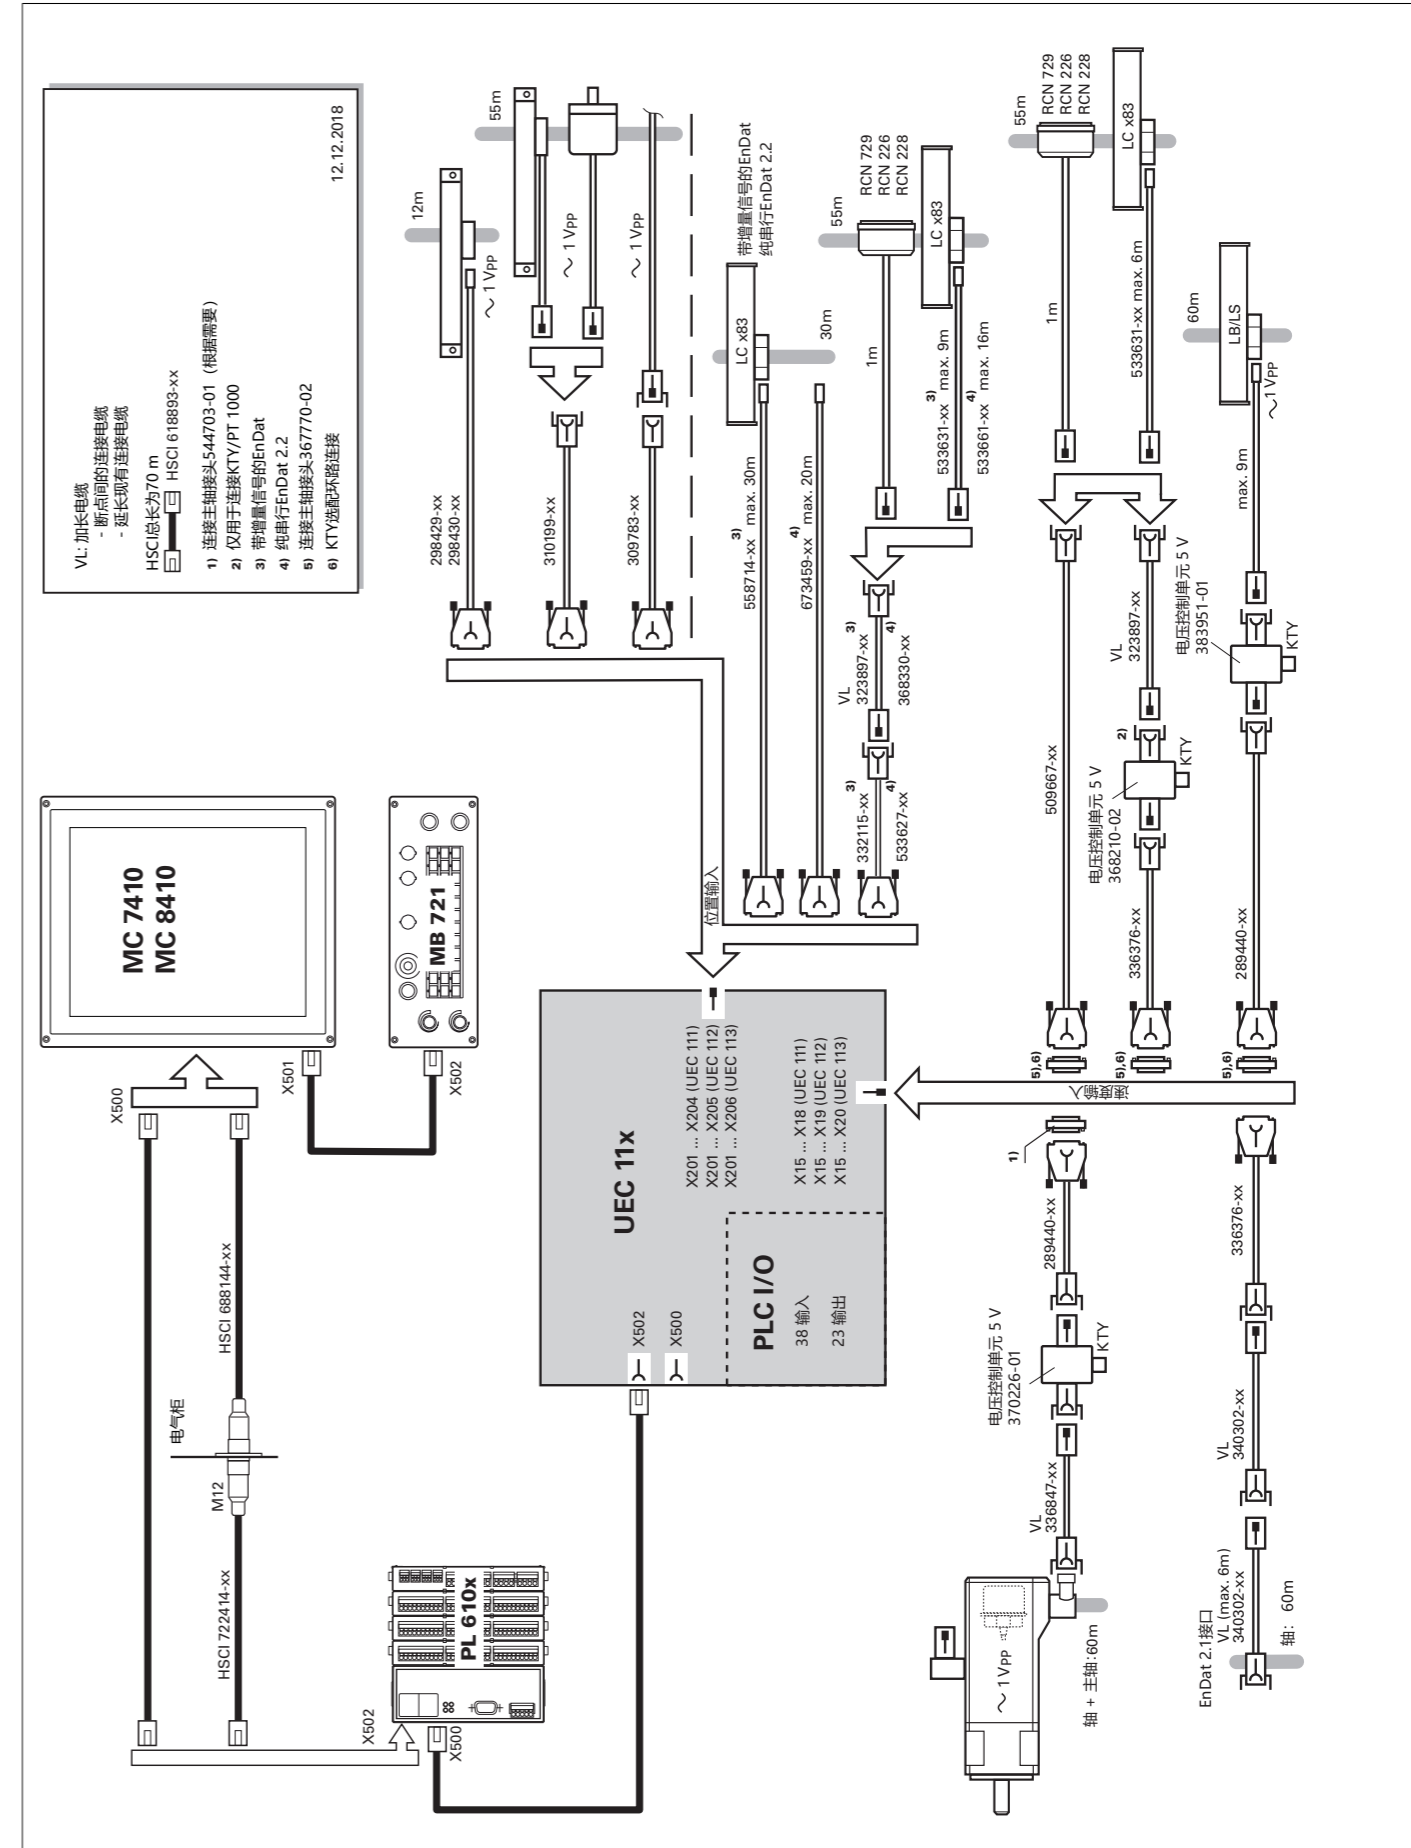 VL: 加长电缆
- 断点间的连接电缆
- 延长现有连接电缆
HSCI总长为70 m
HSCI 618893-xx
1) 连接主轴接头544703-01（根据需要）
2) 仅用于连接KTY/PT 1000
3) 带增量信号的EnDat
4) 纯串行EnDat 2.2
5) 连接主轴接头367770-02
6) KTY选配环路连接
12.12.2018
12m
~ 1 VPP
298429-xx
298430-xx
55m
~ 1 VPP
310199-xx
~ 1 VPP
309783-xx
带增量信号的EnDat
纯串行EnDat 2.2
LC x83
30m
3)
558714-xx max. 30m
4)
673459-xx max. 20m
55m
RCN 729
RCN 226
RCN 228
LC x83
1m
3)
533631-xx max. 9m
4)
533661-xx max. 16m
VL
323897-xx
3)
4)
368330-xx
332115-xx
3)
4)
533627-xx
55m
RCN 729
RCN 226
RCN 228
LC x83
1m
533631-xx max. 6m
509667-xx
VL
323897-xx
2)
电压控制单元 5 V
368210-02
KTY
336376-xx
60m
LB/LS
~1VPP
max. 9m
电压控制单元 5 V
383951-01
KTY
289440-xx
5),6)
5),6)
5),6)
位置输入
速度输入
MC 7410
MC 8410
MB 721
X500
X501
X502
HSCI 688144-xx
电气柜
M12
HSCI 722414-xx
PL 610x
X502
X500
UEC 11x
X201 ... X204 (UEC 111)
X201 ... X205 (UEC 112)
X201 ... X206 (UEC 113)
X15 ... X18 (UEC 111)
X15 ... X19 (UEC 112)
X15 ... X20 (UEC 113)
X502
X500
PLC I/O
38 输入
23 输出
1)
289440-xx
电压控制单元 5 V
370226-01
KTY
VL
336847-xx
~ 1 VPP
轴 + 主轴:60m
336376-xx
VL
340302-xx
EnDat 2.1接口
VL (max. 6m)
340302-xx
轴: 60m